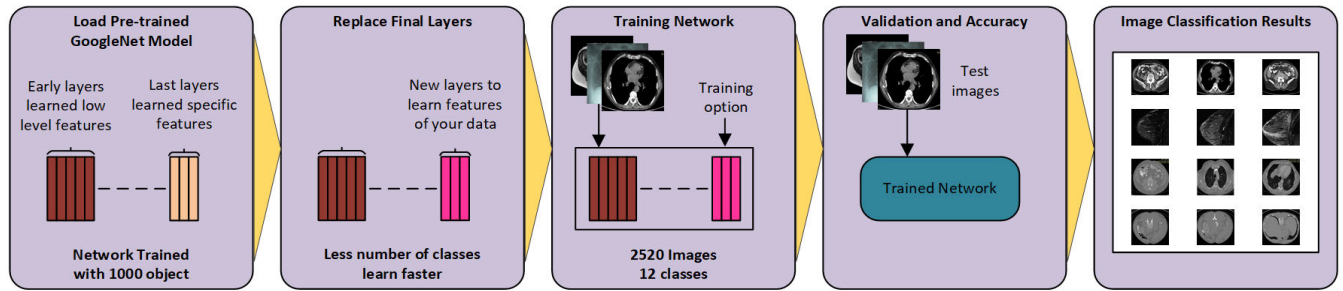 Load Pre-trained
GoogleNet Model
Early layers
learned low
level features
Last layers
learned specific
features
Network Trained
with 1000 object
Replace Final Layers
New layers to
learn features
of your data
Less number of classes
learn faster
Training Network
Training
option
2520 Images
12 classes
Validation and Accuracy
Test
images
Trained Network
Image Classification Results